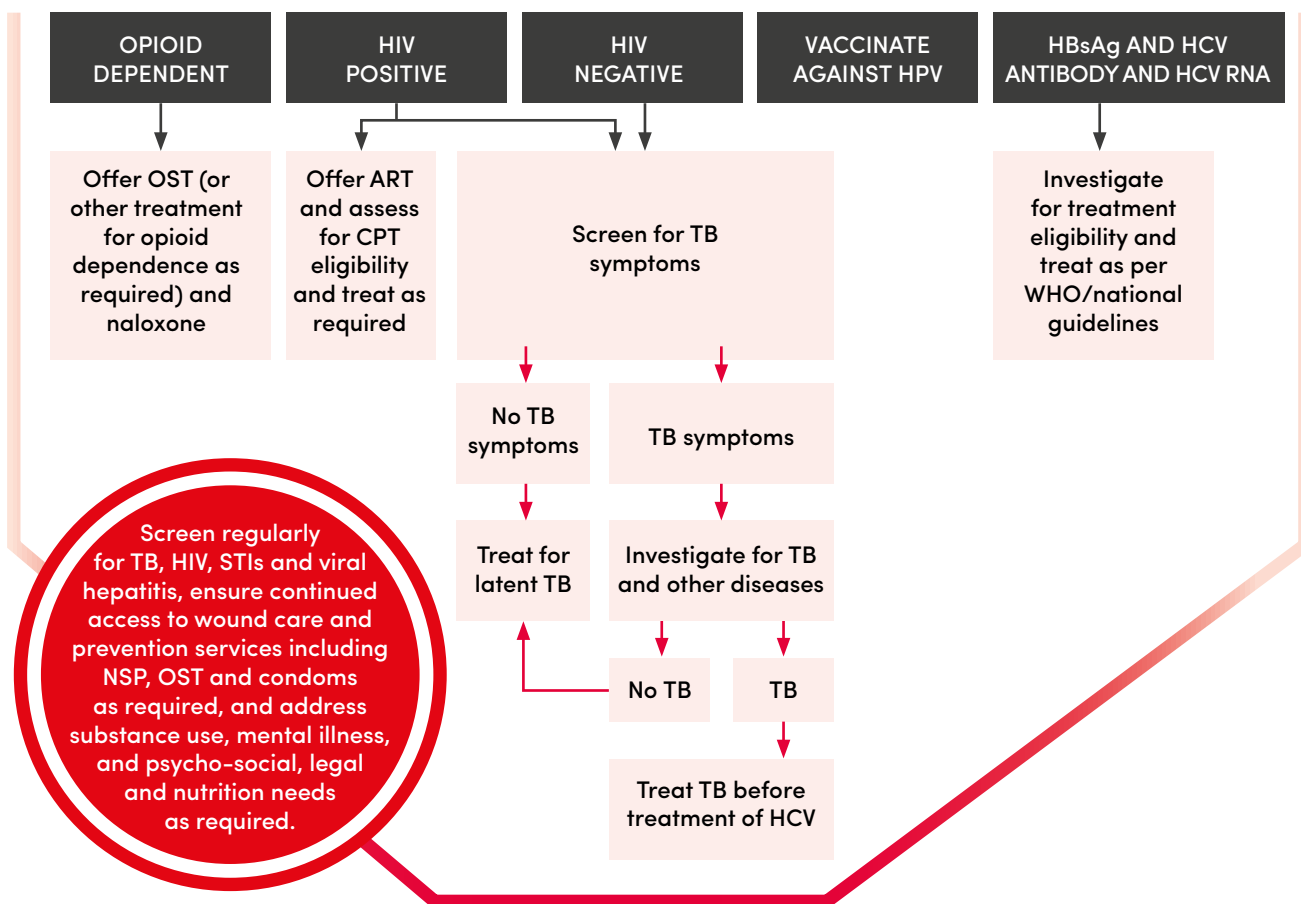 OPIOID
DEPENDENT
HIV
POSITIVE
HIV
NEGATIVE
VACCINATE
AGAINST HPV
HBsAg AND HCV
ANTIBODY AND HCV RNA
Offer OST (or
other treatment
for opioid
dependence as
required) and
naloxone
Offer ART
and assess
for CPT
eligibility
and treat as
required
Screen for TB
symptoms
Investigate
for treatment
eligibility and
treat as per
WHO/national
guidelines
No TB
symptoms
TB symptoms
Treat for
latent TB
Investigate for TB
and other diseases
No TB
TB
Treat TB before
treatment of HCV
Screen regularly
for TB, HIV, STIs and viral
hepatitis, ensure continued
access to wound care and
prevention services including
NSP, OST and condoms
as required, and address
substance use, mental illness,
and psycho-social, legal
and nutrition needs
as required.